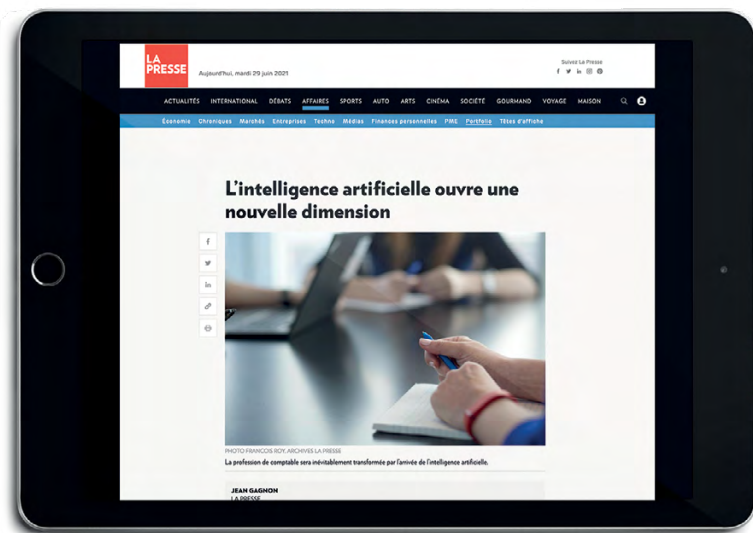 LA
PRESSE
Aujourd'hui, mardi 29 juin 2021
Suivez La Presse
ACTUALITÉS INTERNATIONAL DÉBATS AFFAIRES SPORTS AUTO ARTS CINÉMA SOCIÉTÉ GOURMAND VOYAGE MAISON
Économie Chroniques Marchés Entreprises Techno Médias Finances personnelles PME Portfolio Têtes d'affiche
L'intelligence artificielle ouvre une
nouvelle dimension
PHOTO FRANÇOIS ROY, ARCHIVES LA PRESSE
La profession de comptable sera inévitablement transformée par l'arrivée de l'intelligence artificielle.
JEAN GAGNON
LA PRESSE